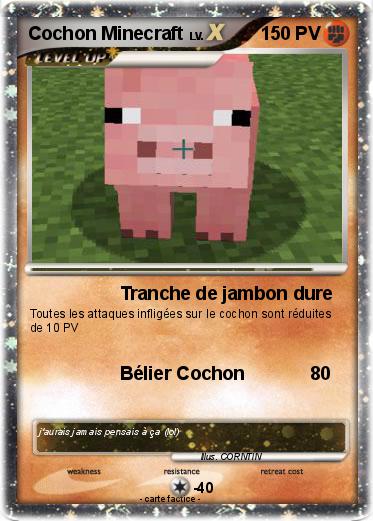 Cochon Minecraft LV. X 150 PV
LEVEL-UP
Tranche de jambon dure
Toutes les attaques infligées sur le cochon sont réduites
de 10 PV
Bélier Cochon 80
j'aurais jamais pensais à ça (lol)
Illus. CORNTIN
weakness resistance retreat cost
-40
- carte factice -